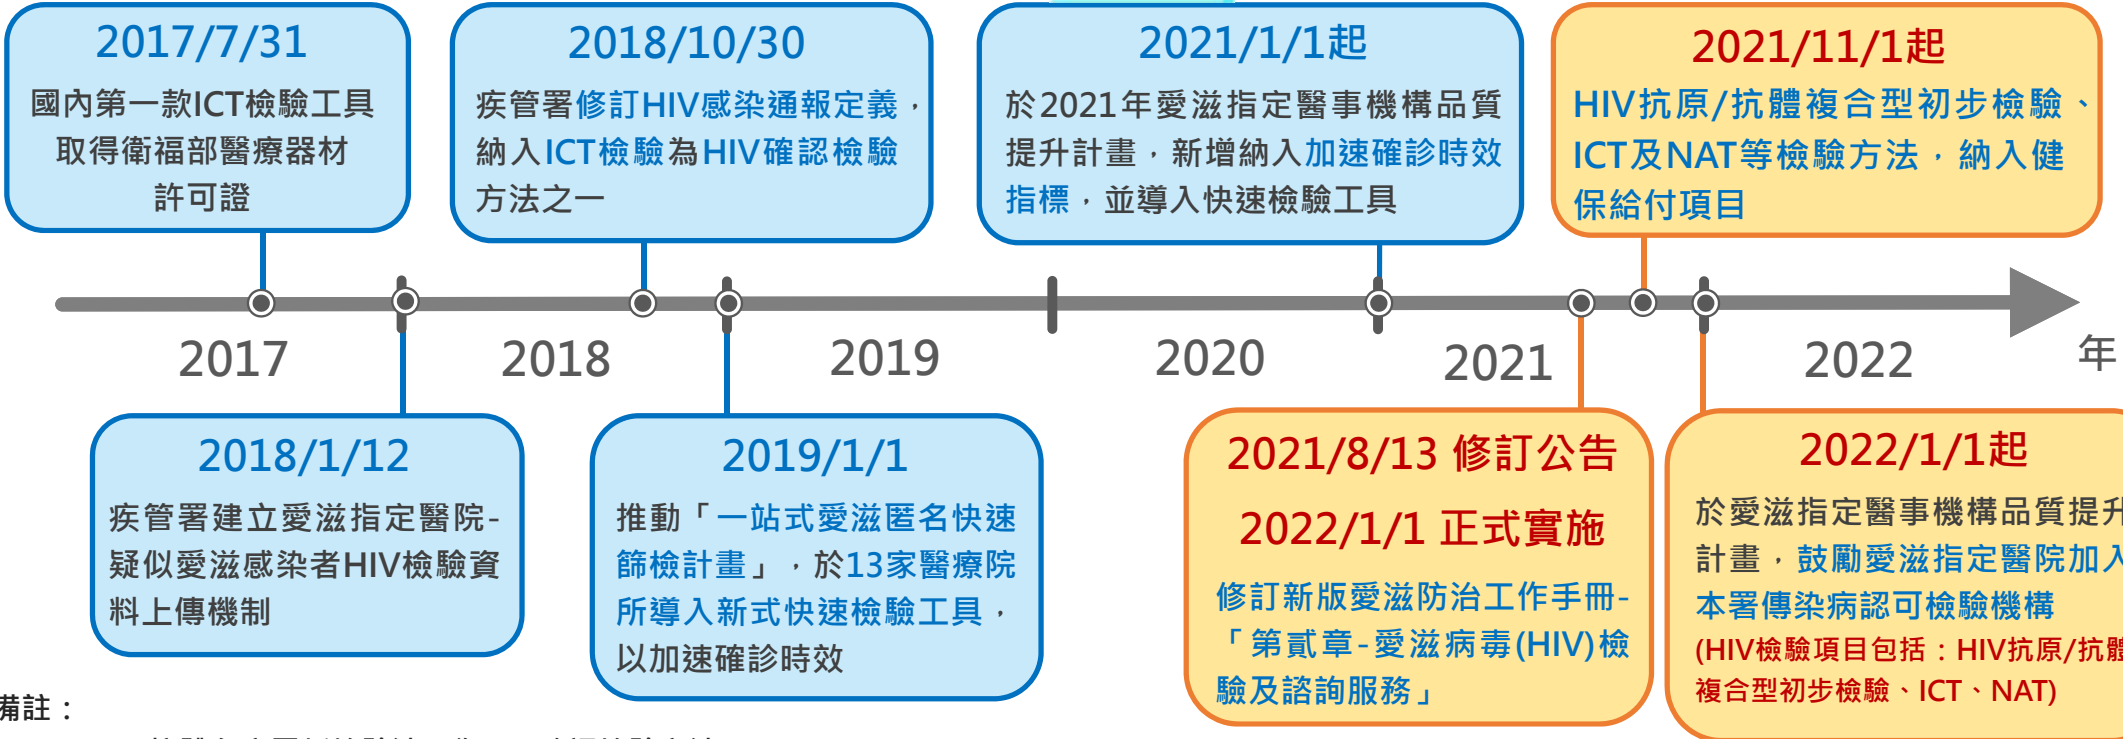 2017/7/31
國內第一款ICT檢驗工具
取得衛福部醫療器材
許可證
2018/10/30
疾管署修訂HIV感染通報定義，
納入ICT檢驗為HIV確認檢驗
方法之一
2021/1/1起
於2021年愛滋指定醫事機構品質
提升計畫，新增納入加速確診時效
指標，並導入快速檢驗工具
2021/11/1起
HIV抗原/抗體複合型初步檢驗、
ICT及NAT等檢驗方法，納入健
保給付項目
2017
2018
2019
2020
2021
2022
年
2018/1/12
疾管署建立愛滋指定醫院-
疑似愛滋感染者HIV檢驗資
料上傳機制
2019/1/1
推動「一站式愛滋匿名快速
篩檢計畫」，於13家醫療院
所導入新式快速檢驗工具，
以加速確診時效
2021/8/13 修訂公告
2022/1/1 正式實施
修訂新版愛滋防治工作手冊-
「第貳章-愛滋病毒(HIV)檢
驗及諮詢服務」
2022/1/1起
於愛滋指定醫事機構品質提升
計畫，鼓勵愛滋指定醫院加入
本署傳染病認可檢驗機構
(HIV檢驗項目包括：HIV抗原/抗體
複合型初步檢驗、ICT、NAT)
備註：